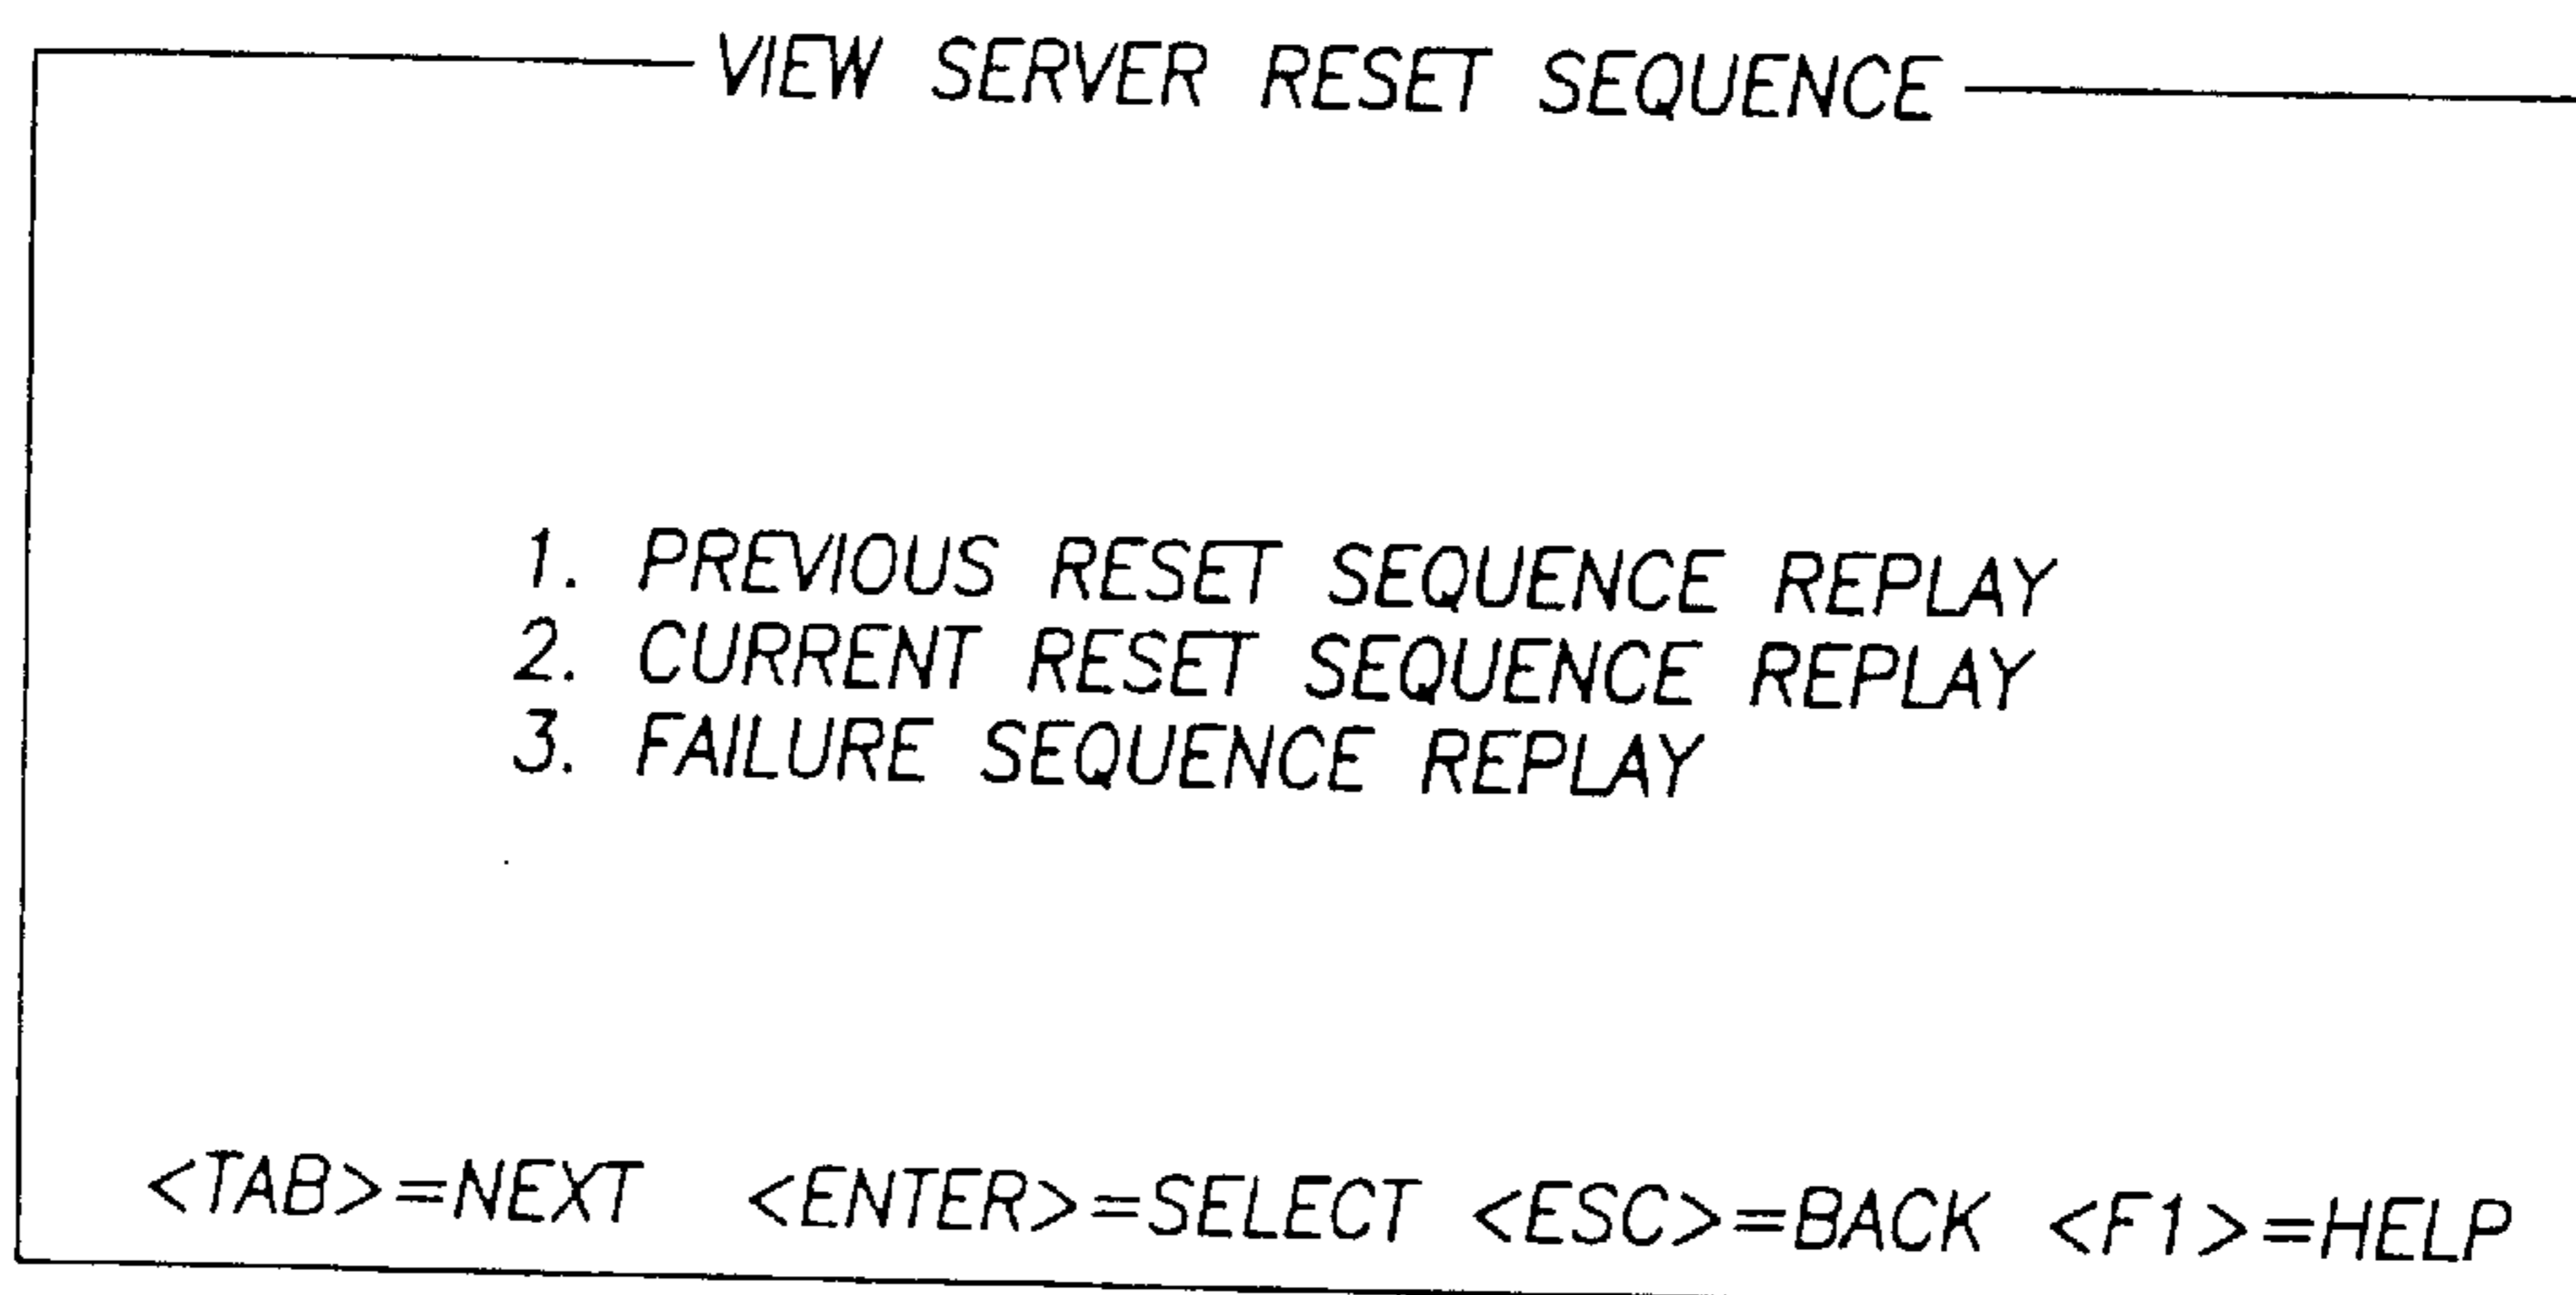 VIEW SERVER RESET SEQUENCE
1. PREVIOUS RESET SEQUENCE REPLAY
2. CURRENT RESET SEQUENCE REPLAY
3. FAILURE SEQUENCE REPLAY
<TAB>=NEXT <ENTER>=SELECT <ESC>=BACK <F1>=HELP